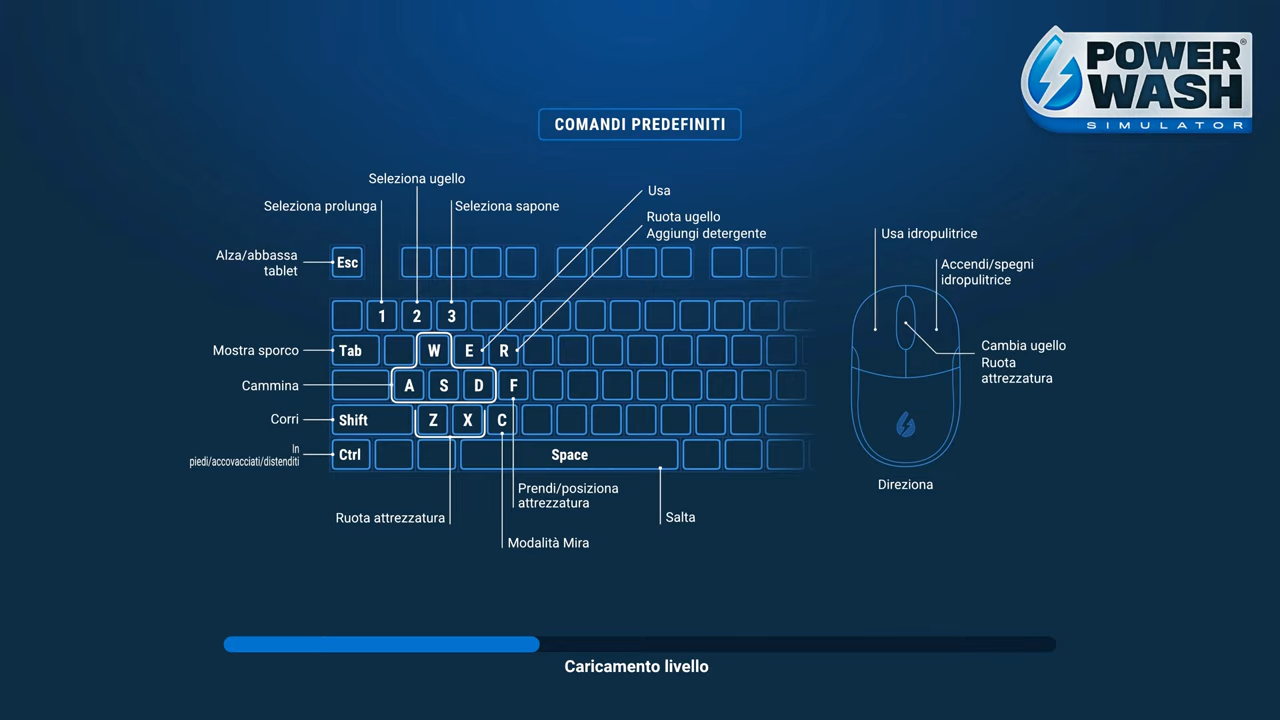 POWER
WASH
SIMULATOR
COMANDI PREDEFINITI
Seleziona ugello
Seleziona prolunga
Seleziona sapone
Usa
Ruota ugello
Aggiungi detergente
Alza/abbassa
tablet
Esc
1 2 3
Mostra sporco
Tab W E R
Cammina
A S D F
Corri
Shift Z X C
In
piedi/accovacciati/distenditi
Ctrl Space
Prendi/posiziona
attrezzatura
Ruota attrezzatura
Salta
Modalità Mira
Usa idropulitrice
Accendi/spegni
idropulitrice
Cambia ugello
Ruota
attrezzatura
Direziona
Caricamento livello